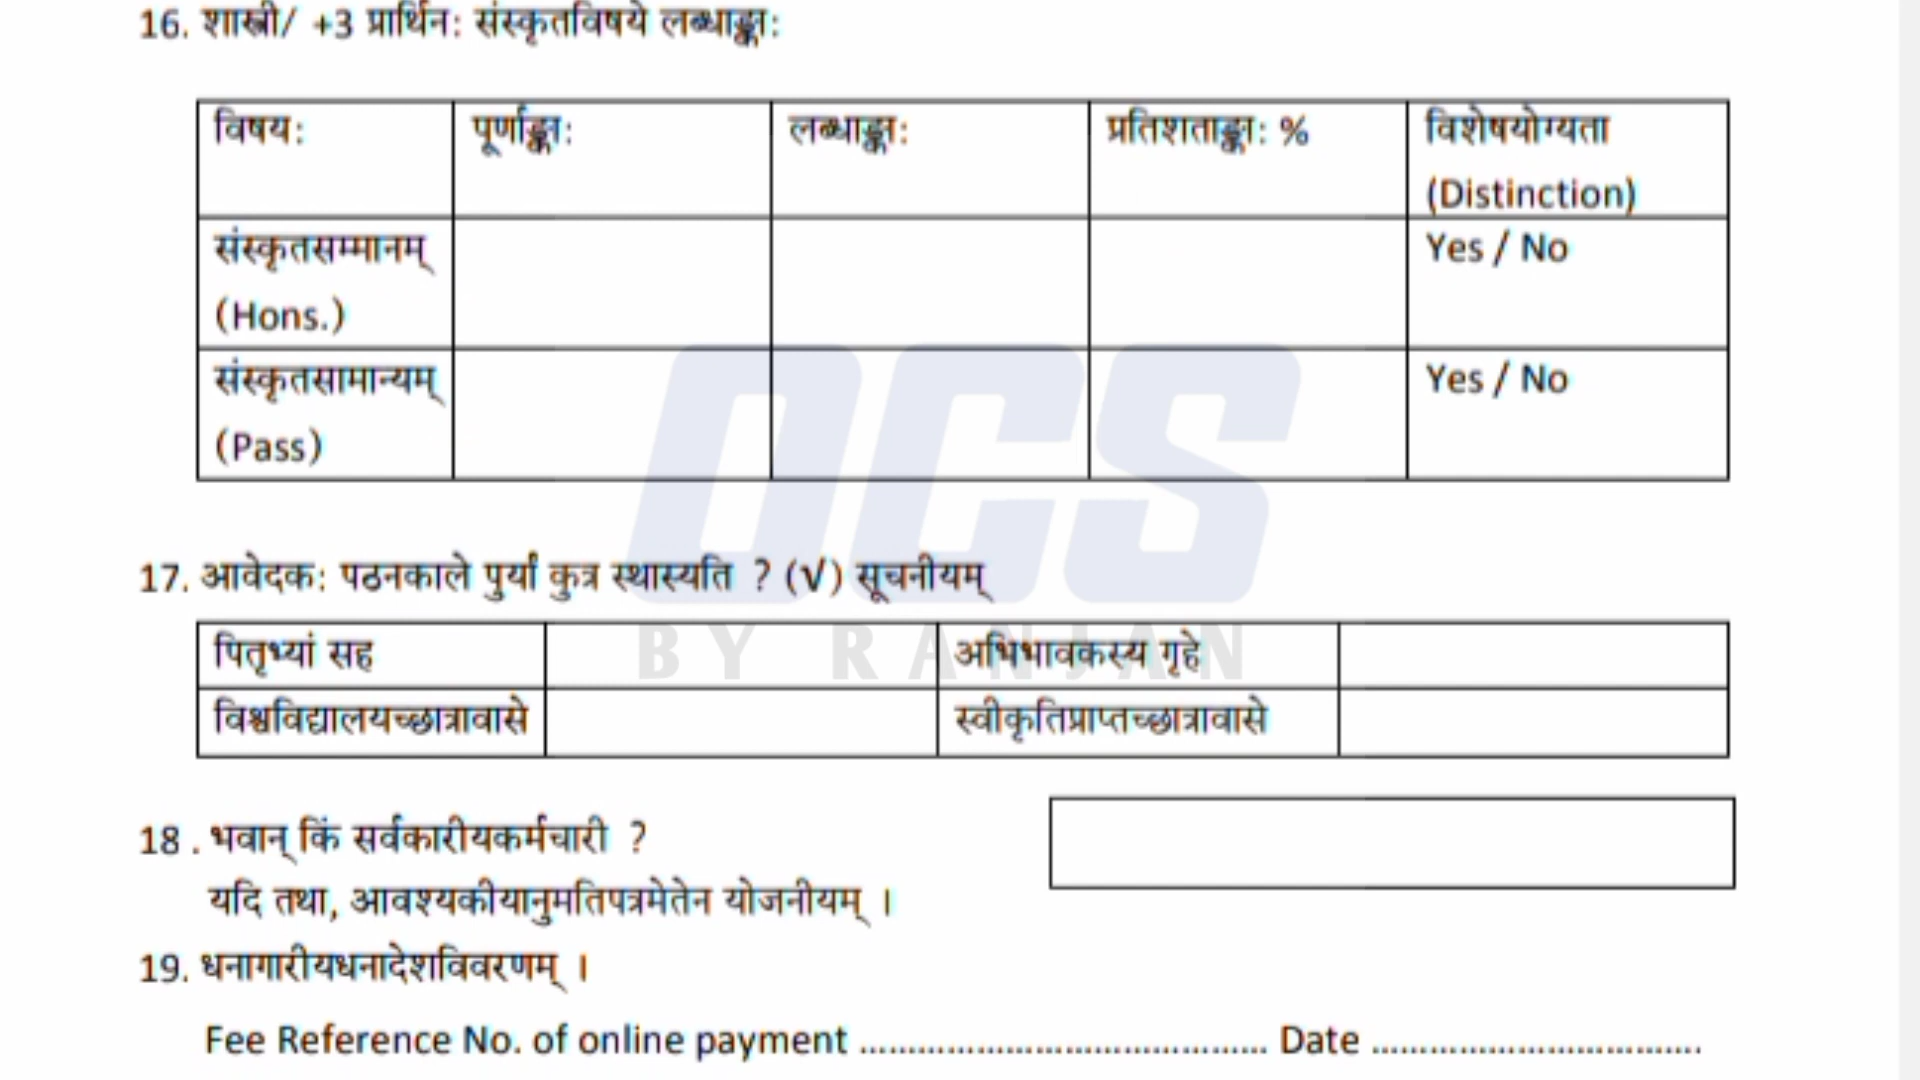 16. शास्त्री/ +3 प्रार्थिन: संस्कृतविषये लब्धाङ्का:
विषय: पूर्णाङ्का: लब्धाङ्का: प्रतिशताङ्का: % विशेषयोग्यता
(Distinction)
संस्कृतसम्मानम् Yes / No
(Hons.)
संस्कृतसामान्यम् Yes / No
(Pass)
OCS
BY RANJAN
17. आवेदक: पठनकाले पुर्यां कुत्र स्थास्यति ? (√) सूचनीयम्
पितृभ्यां सह अभिभावकस्य गृहे
विश्वविद्यालयच्छात्रावासे स्वीकृतिप्राप्तच्छात्रावासे
18 . भवान् किं सर्वकारीयकर्मचारी ?
यदि तथा, आवश्यकीयानुमतिपत्रमेतेन योजनीयम् ।
19. धनागारीयधनादेशविवरणम् ।
Fee Reference No. of online payment ........................................ Date .................................